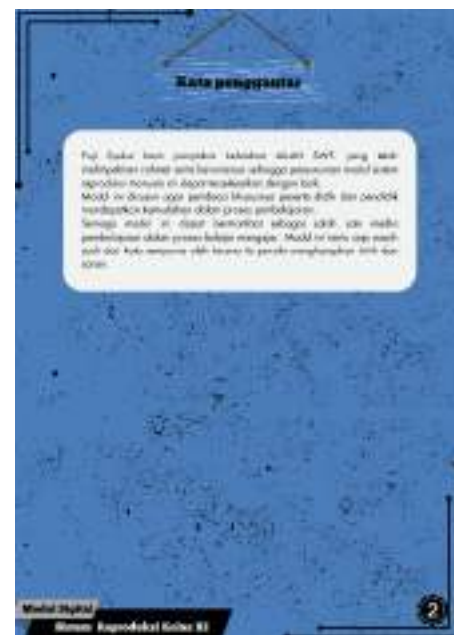 Kata pengantar
Puji Syukur kami panjatkan kehadirat Allah SWT, yang telah
melimpahkan rahmat serta karunianya sehingga penyusunan modul sistem
reproduksi manusia ini dapat terselesaikan dengan baik.
Modul ini disusun agar pembaca khususnya peserta didik dan pendidik
mendapatkan kemudahan dalam proses pembelajaran.
Semoga modul ini dapat bermanfaat sebagai salah satu media
pembelajaran dalam proses belajar mengajar. Modul ini tentu saja masih
jauh dari kata sempurna oleh karena itu penulis mengharapkan kritik dan
saran.
Modul Digital
Sistem Reproduksi Kelas XI
2